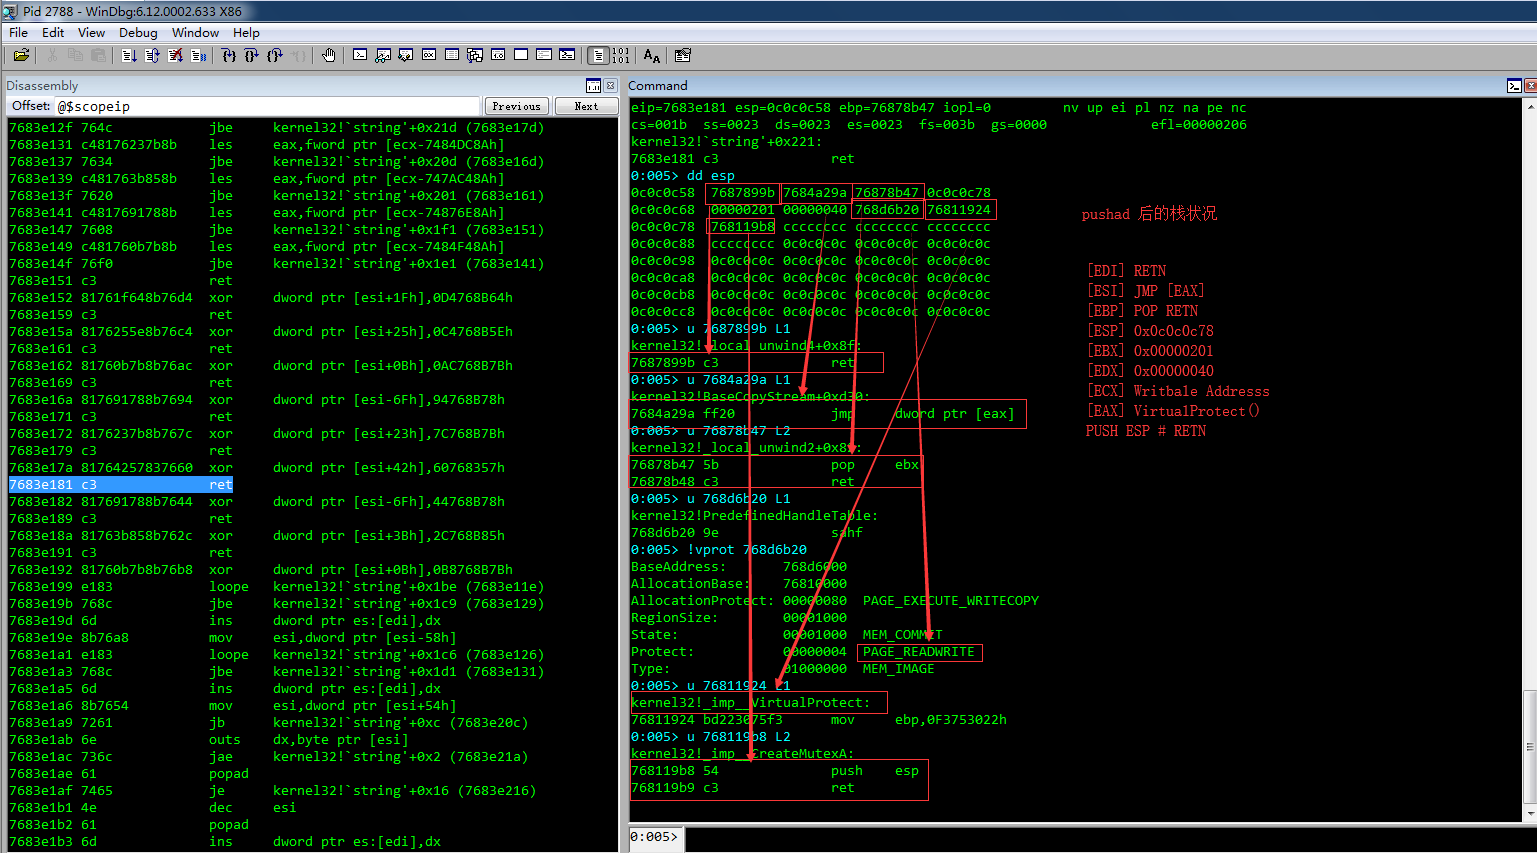 Pid 2788 - WinDbg:6.12.0002.633 X86
File Edit View Debug Window Help
Disassembly
Offset: @$scopeip Previous Next
7683e12f 764c jbe kernel32!`string'+0x21d (7683e17d)
7683e131 c48176237b8b les eax,fword ptr [ecx-7484DC8Ah]
7683e137 7634 jbe kernel32!`string'+0x20d (7683e16d)
7683e139 c481763b858b les eax,fword ptr [ecx-747AC48Ah]
7683e13f 7620 jbe kernel32!`string'+0x201 (7683e161)
7683e141 c4817691788b les eax,fword ptr [ecx-74876E8Ah]
7683e147 7608 jbe kernel32!`string'+0x1f1 (7683e151)
7683e149 c481760b7b8b les eax,fword ptr [ecx-7484F48Ah]
7683e14f 76f0 jbe kernel32!`string'+0x1e1 (7683e141)
7683e151 c3 ret
7683e152 81761f648b76d4 xor dword ptr [esi+1Fh],0D4768B64h
7683e159 c3 ret
7683e15a 8176255e8b76c4 xor dword ptr [esi+25h],0C4768B5Eh
7683e161 c3 ret
7683e162 81760b7b8b76ac xor dword ptr [esi+0Bh],0AC768B7Bh
7683e169 c3 ret
7683e16a 817691788b7694 xor dword ptr [esi-6Fh],94768B78h
7683e171 c3 ret
7683e172 8176237b8b767c xor dword ptr [esi+23h],7C768B7Bh
7683e179 c3 ret
7683e17a 81764257837660 xor dword ptr [esi+42h],60768357h
7683e181 c3 ret
7683e182 817691788b7644 xor dword ptr [esi-6Fh],44768B78h
7683e189 c3 ret
7683e18a 81763b858b762c xor dword ptr [esi+3Bh],2C768B85h
7683e191 c3 ret
7683e192 81760b7b8b76b8 xor dword ptr [esi+0Bh],0B8768B7Bh
7683e199 e183 loope kernel32!`string'+0x1be (7683e11e)
7683e19b 768c jbe kernel32!`string'+0x1c9 (7683e129)
7683e19d 6d ins dword ptr es:[edi],dx
7683e19e 8b76a8 mov esi,dword ptr [esi-58h]
7683e1a1 e183 loope kernel32!`string'+0x1c6 (7683e126)
7683e1a3 768c jbe kernel32!`string'+0x1d1 (7683e131)
7683e1a5 6d ins dword ptr es:[edi],dx
7683e1a6 8b7654 mov esi,dword ptr [esi+54h]
7683e1a9 7261 jb kernel32!`string'+0xc (7683e20c)
7683e1ab 6e outs dx,byte ptr [esi]
7683e1ac 736c jae kernel32!`string'+0x2 (7683e21a)
7683e1ae 61 popad
7683e1af 7465 je kernel32!`string'+0x16 (7683e216)
7683e1b1 4e dec esi
7683e1b2 61 popad
7683e1b3 6d ins dword ptr es:[edi],dx
Command
eip=7683e181 esp=0c0c0c58 ebp=76878b47 iopl=0 nv up ei pl nz na pe nc
cs=001b ss=0023 ds=0023 es=0023 fs=003b gs=0000 efl=00000206
kernel32!`string'+0x221:
7683e181 c3 ret
0:005> dd esp
0c0c0c58 7687899b 7684a29a 76878b47 0c0c0c78
0c0c0c68 00000201 00000040 768d6b20 76811924
0c0c0c78 768119b8 cccccccc cccccccc cccccccc
0c0c0c88 cccccccc 0c0c0c0c 0c0c0c0c 0c0c0c0c
0c0c0c98 0c0c0c0c 0c0c0c0c 0c0c0c0c 0c0c0c0c
0c0c0ca8 0c0c0c0c 0c0c0c0c 0c0c0c0c 0c0c0c0c
0c0c0cb8 0c0c0c0c 0c0c0c0c 0c0c0c0c 0c0c0c0c
0c0c0cc8 0c0c0c0c 0c0c0c0c 0c0c0c0c 0c0c0c0c
0:005> u 7687899b L1
kernel32!_local_unwind4+0x8f:
7687899b c3 ret
0:005> u 7684a29a L1
kernel32!BaseCopyStream+0xd30:
7684a29a ff20 jmp dword ptr [eax]
0:005> u 76878b47 L2
kernel32!_local_unwind2+0x89:
76878b47 5b pop ebx
76878b48 c3 ret
0:005> u 768d6b20 L1
kernel32!PredefinedHandleTable:
768d6b20 9e sahf
0:005> !vprot 768d6b20
BaseAddress: 768d6000
AllocationBase: 76810000
AllocationProtect: 00000080 PAGE_EXECUTE_WRITECOPY
RegionSize: 00001000
State: 00001000 MEM_COMMIT
Protect: 00000004 PAGE_READWRITE
Type: 01000000 MEM_IMAGE
0:005> u 76811924 L1
kernel32!_imp__VirtualProtect:
76811924 bd223075f3 mov ebp,0F3753022h
0:005> u 768119b8 L2
kernel32!_imp__CreateMutexA:
768119b8 54 push esp
768119b9 c3 ret
0:005>
pushad 后的栈状况
[EDI] RETN
[ESI] JMP [EAX]
[EBP] POP RETN
[ESP] 0x0c0c0c78
[EBX] 0x00000201
[EDX] 0x00000040
[ECX] Writbale Addresss
[EAX] VirtualProtect()
PUSH ESP # RETN